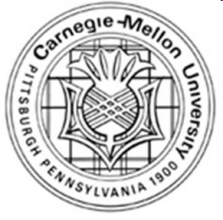 Carnegie-Mellon University
PITTSBURGH PENNSYLVANIA 1900